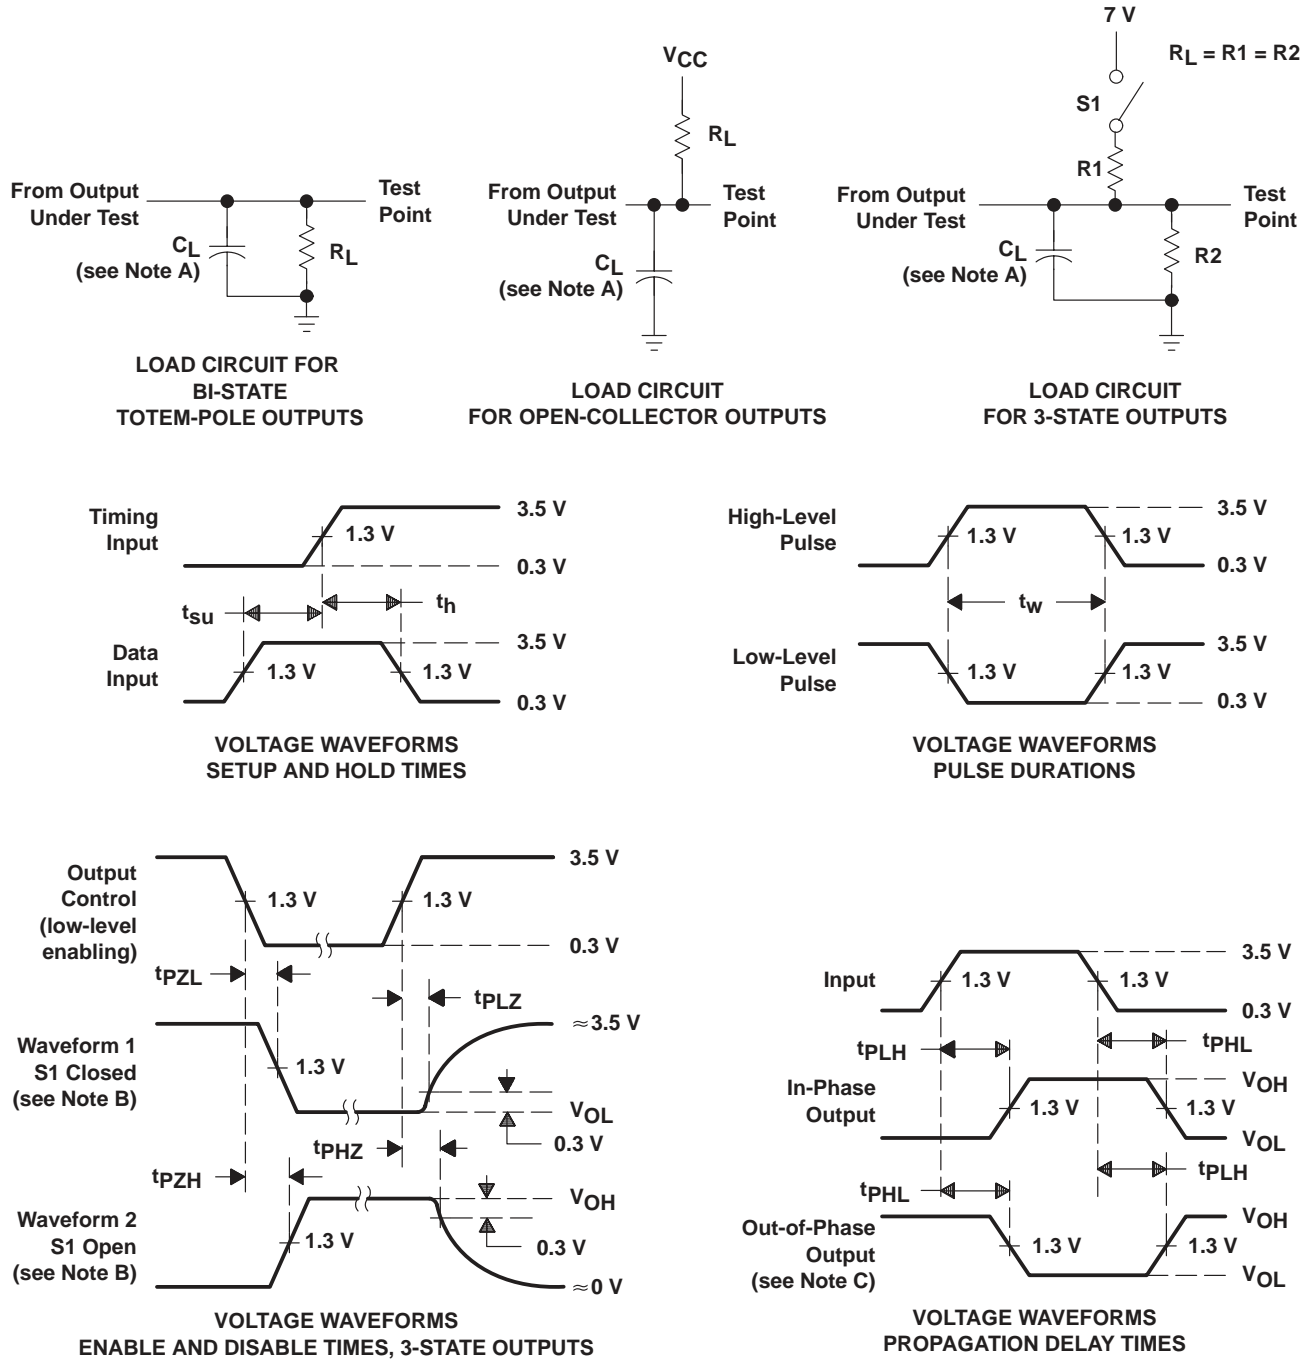 From Output
Under Test
Test
Point
CL
(see Note A)
RL
LOAD CIRCUIT FOR
BI-STATE
TOTEM-POLE OUTPUTS
VCC
RL
From Output
Under Test
Test
Point
CL
(see Note A)
LOAD CIRCUIT
FOR OPEN-COLLECTOR OUTPUTS
7 V
RL = R1 = R2
S1
R1
From Output
Under Test
Test
Point
CL
(see Note A)
R2
LOAD CIRCUIT
FOR 3-STATE OUTPUTS
Timing
Input
3.5 V
1.3 V
0.3 V
tsu
th
Data
Input
3.5 V
1.3 V
1.3 V
0.3 V
VOLTAGE WAVEFORMS
SETUP AND HOLD TIMES
High-Level
Pulse
3.5 V
1.3 V
1.3 V
0.3 V
tw
Low-Level
Pulse
3.5 V
1.3 V
1.3 V
0.3 V
VOLTAGE WAVEFORMS
PULSE DURATIONS
Output
Control
(low-level
enabling)
3.5 V
1.3 V
1.3 V
0.3 V
tPZL
tPLZ
Waveform 1
S1 Closed
(see Note B)
≈3.5 V
1.3 V
VOL
0.3 V
tPHZ
tPZH
Waveform 2
S1 Open
(see Note B)
VOH
1.3 V
0.3 V
≈0 V
VOLTAGE WAVEFORMS
ENABLE AND DISABLE TIMES, 3-STATE OUTPUTS
Input
3.5 V
1.3 V
1.3 V
0.3 V
tPLH
tPHL
In-Phase
Output
VOH
1.3 V
1.3 V
VOL
tPHL
tPLH
Out-of-Phase
Output
(see Note C)
VOH
1.3 V
1.3 V
VOL
VOLTAGE WAVEFORMS
PROPAGATION DELAY TIMES